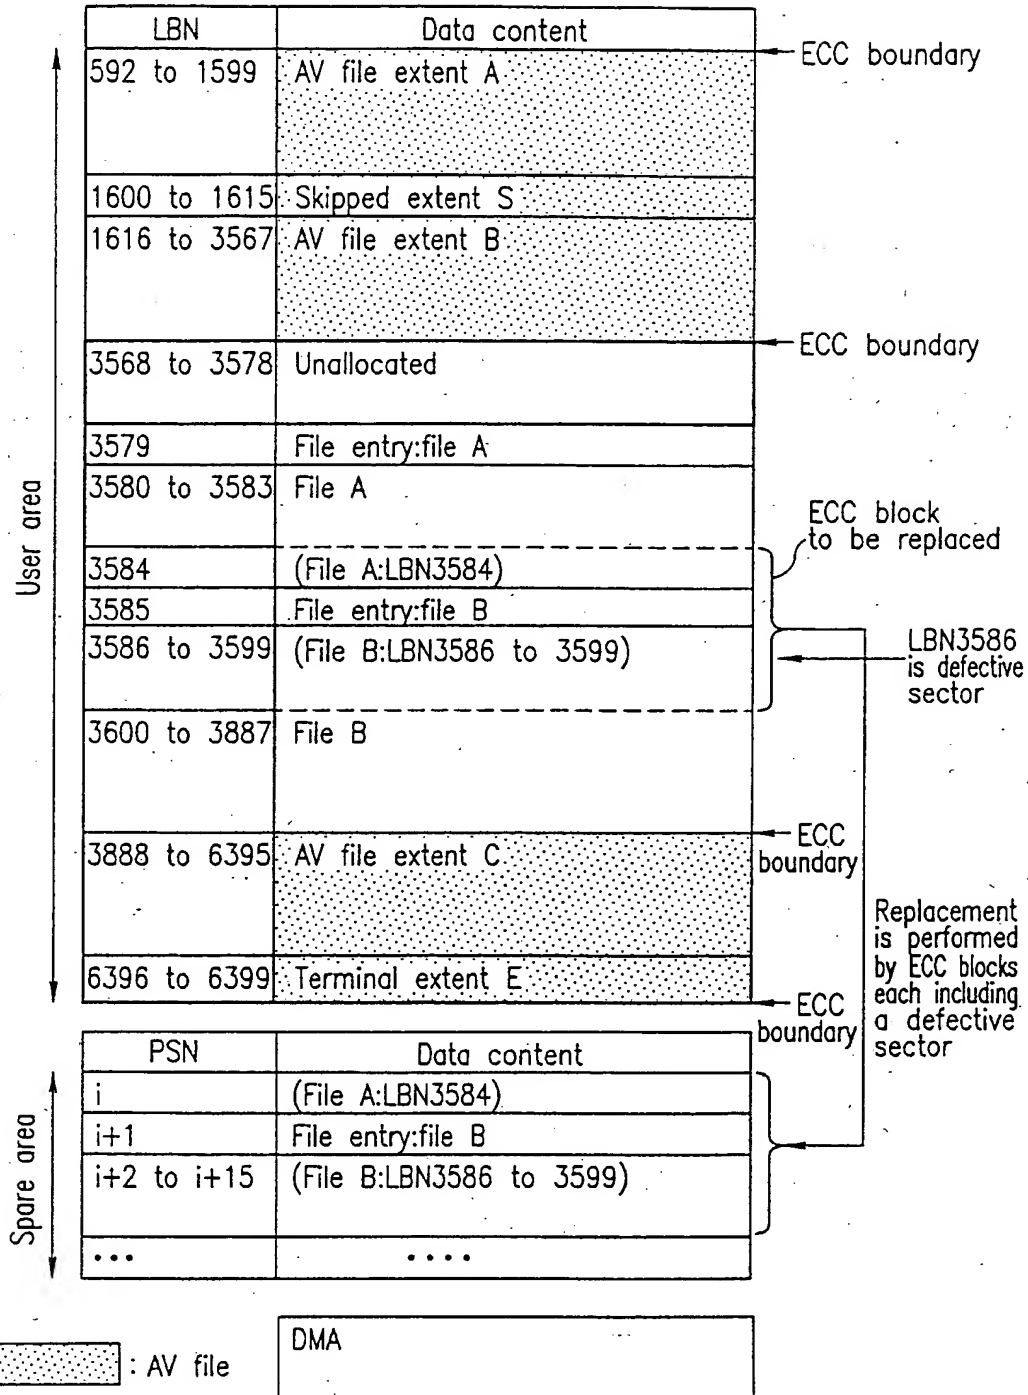 LBN Data content
ECC boundary
592 to 1599 AV file extent A
1600 to 1615 Skipped extent S
1616 to 3567 AV file extent B
ECC boundary
3568 to 3578 Unallocated
3579 File entry:file A
3580 to 3583 File A
ECC block
to be replaced
3584 (File A:LBN3584)
3585 File entry:file B
3586 to 3599 (File B:LBN3586 to 3599)
LBN3586
is defective
sector
3600 to 3887 File B
ECC
boundary
3888 to 6395 AV file extent C
Replacement
is performed
by ECC blocks
each including
a defective
sector
6396 to 6399 Terminal extent E
ECC
boundary
User area
PSN Data content
i (File A:LBN3584)
i+1 File entry:file B
i+2 to i+15 (File B:LBN3586 to 3599)
... ....
Spare area
DMA
: AV file